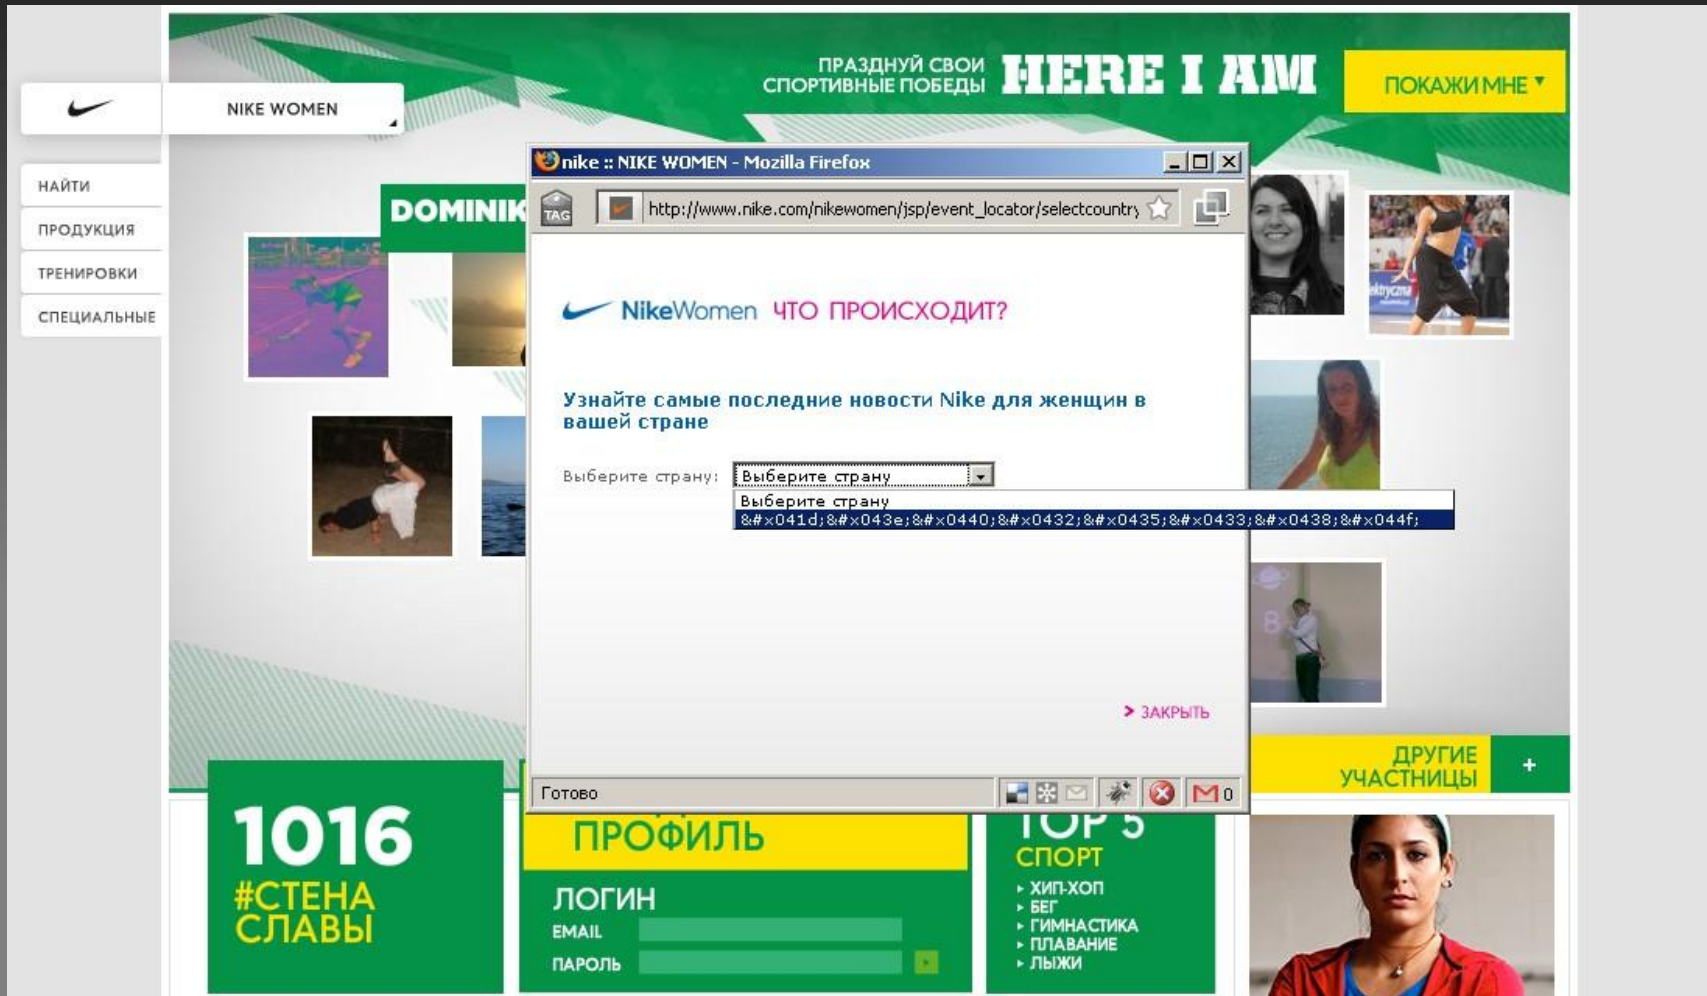 ПРАЗДНУЙ СВОИ
СПОРТИВНЫЕ ПОБЕДЫ
HERE I AM
ПОКАЖИ МНЕ
NIKE WOMEN
НАЙТИ
ПРОДУКЦИЯ
ТРЕНИРОВКИ
СПЕЦИАЛЬНЫЕ
DOMINIK
nike :: NIKE WOMEN - Mozilla Firefox
TAG
http://www.nike.com/nikewomen/jsp/event_locator/selectcountry
NikeWomen ЧТО ПРОИСХОДИТ?
Узнайте самые последние новости Nike для женщин в
вашей стране
Выберите страну: Выберите страну
Выберите страну
&#x041d;&#x043e;&#x0440;&#x0432;&#x0435;&#x0433;&#x0438;&#x044f;
> ЗАКРЫТЬ
Готово
0
ektryczna
8
ДРУГИЕ
УЧАСТНИЦЫ
+
1016
#СТЕНА
СЛАВЫ
ПРОФИЛЬ
ЛОГИН
EMAIL
ПАРОЛЬ
TOP 5
СПОРТ
ХИП-ХОП
БЕГ
ГИМНАСТИКА
ПЛАВАНИЕ
ЛЫЖИ